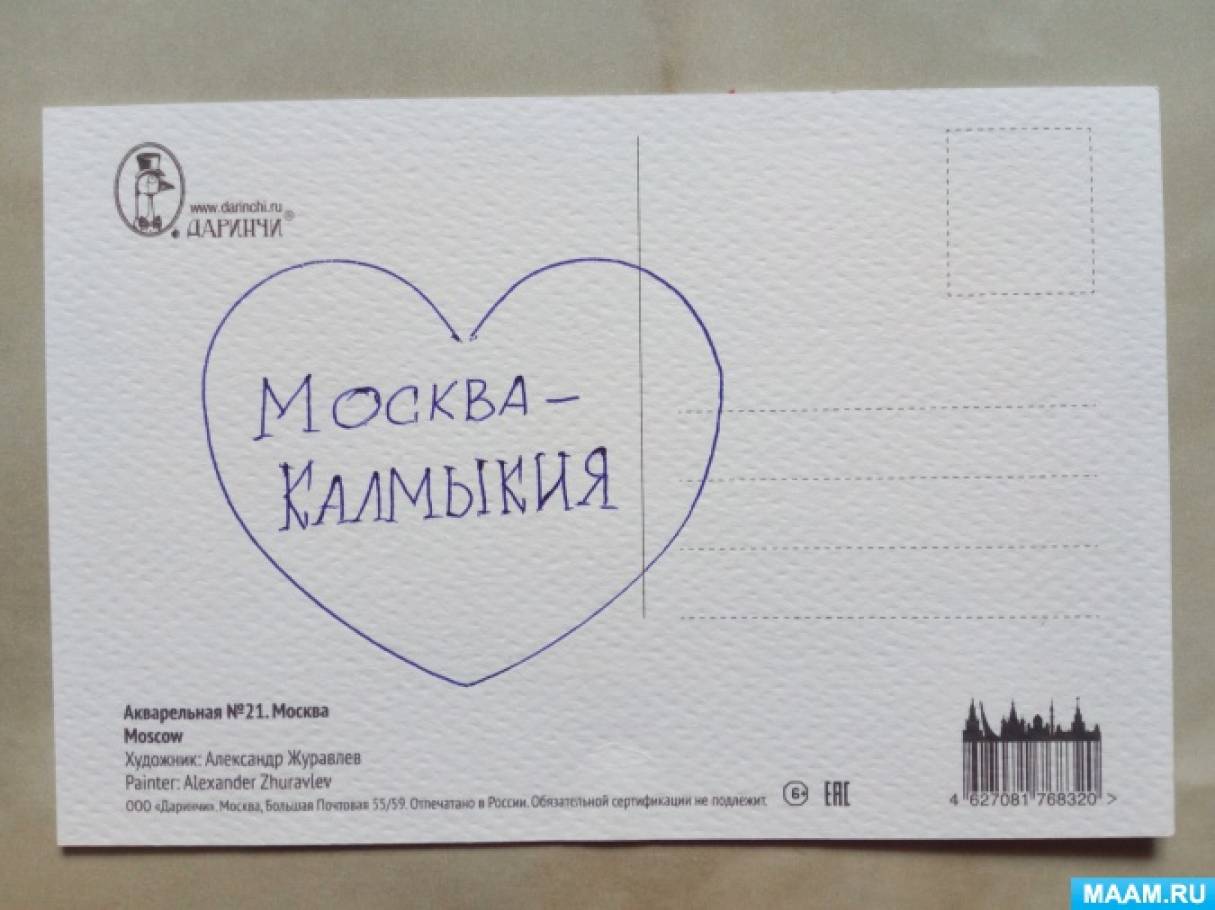 www.darinchi.ru
ДАРИНЧИ®
МОСКВА –
КАЛМЫКИЯ
Акварельная №21. Москва
Moscow
Художник: Александр Журавлев
Painter: Alexander Zhuravlev
ООО «Даринчи». Москва, Большая Почтовая 55/59. Отпечатано в России. Обязательной сертификации не подлежит.
6+ ЕАС
4 627081 768320 >
MAAM.RU